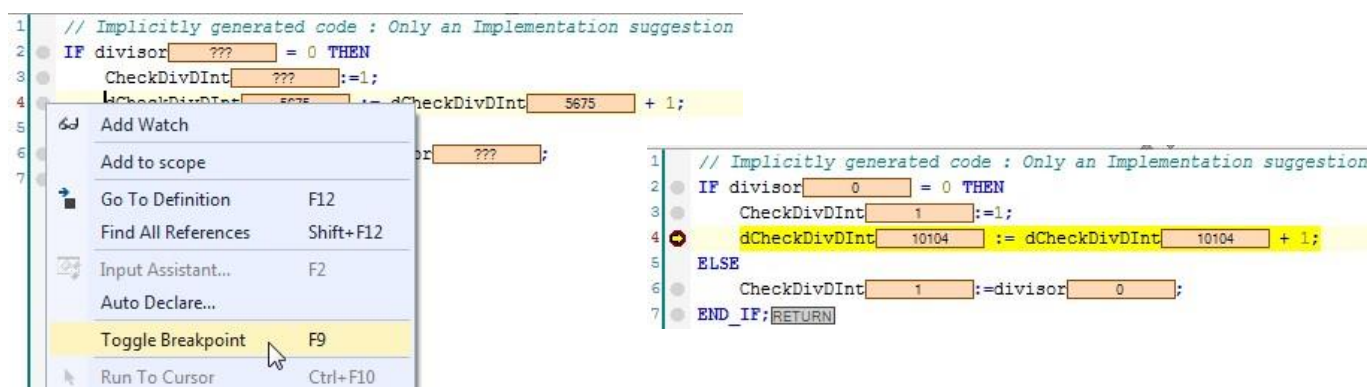 1 // Implicitly generated code : Only an Implementation suggestion
2 IF divisor ??? = 0 THEN
3 CheckDivDInt ??? :=1;
4 dCheckDivDInt 5675 := dCheckDivDInt 5675 + 1;
5
6 ??? ;
7
Add Watch
Add to scope
Go To Definition F12
Find All References Shift+F12
Input Assistant... F2
Auto Declare...
Toggle Breakpoint F9
Run To Cursor Ctrl+F10
1 // Implicitly generated code : Only an Implementation suggestion
2 IF divisor 0 = 0 THEN
3 CheckDivDInt 1 :=1;
4 dCheckDivDInt 10104 := dCheckDivDInt 10104 + 1;
5 ELSE
6 CheckDivDInt 1 :=divisor 0 ;
7 END_IF; RETURN